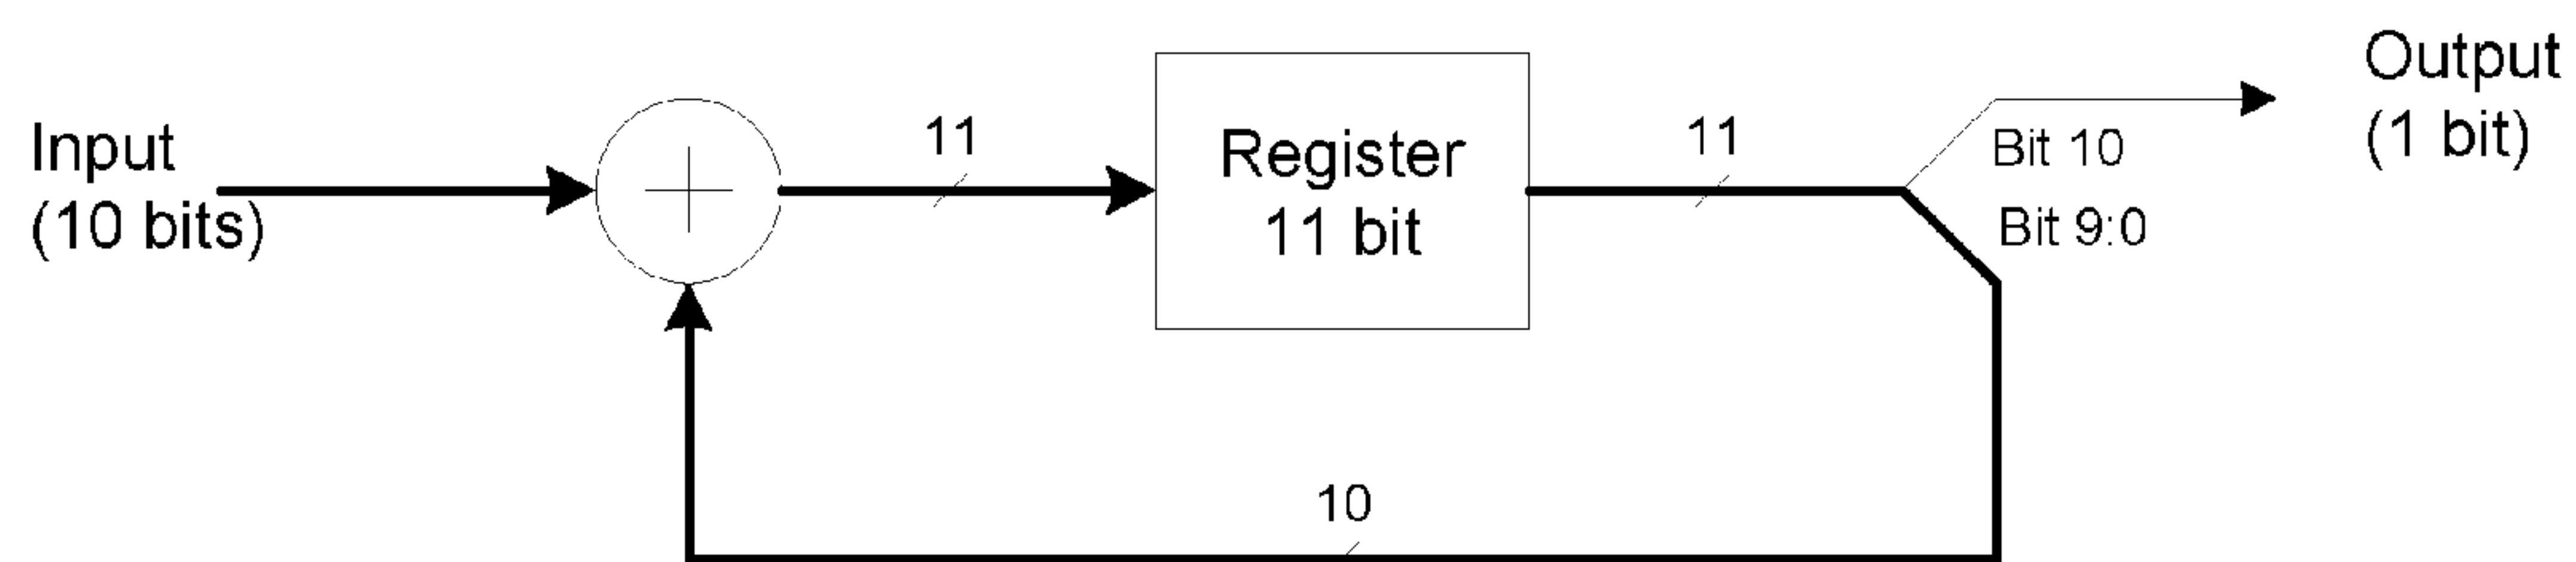 Input
(10 bits)
11
Register
11 bit
11
Bit 10
Bit 9:0
Output
(1 bit)
10